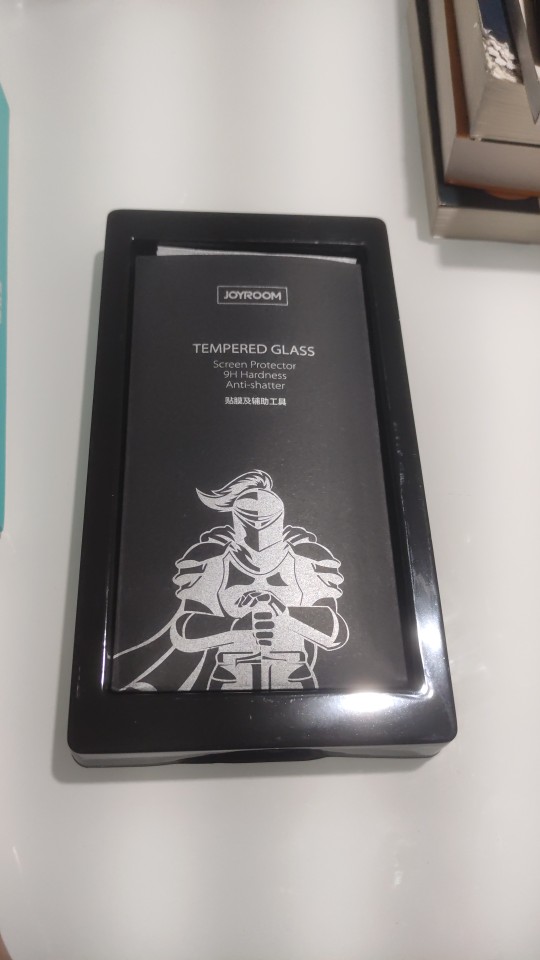 JOYROOM
TEMPERED GLASS
Screen Protector
9H Hardness
Anti-shatter
贴膜及辅助工具